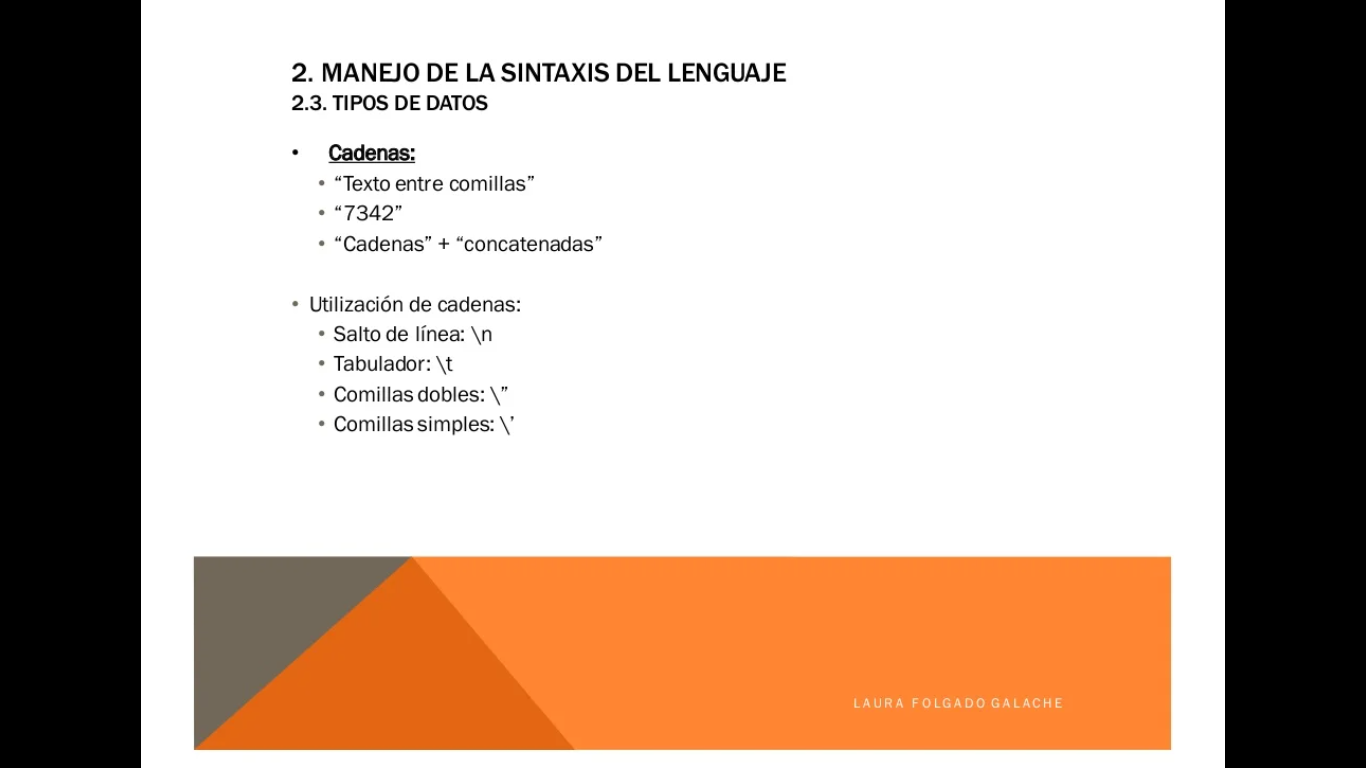 2. MANEJO DE LA SINTAXIS DEL LENGUAJE
2.3. TIPOS DE DATOS
• Cadenas:
• “Texto entre comillas”
• “7342”
• “Cadenas” + “concatenadas”
• Utilización de cadenas:
• Salto de línea: \n
• Tabulador: \t
• Comillas dobles: \”
• Comillas simples: \’
LAURA FOLGADO GALACHE